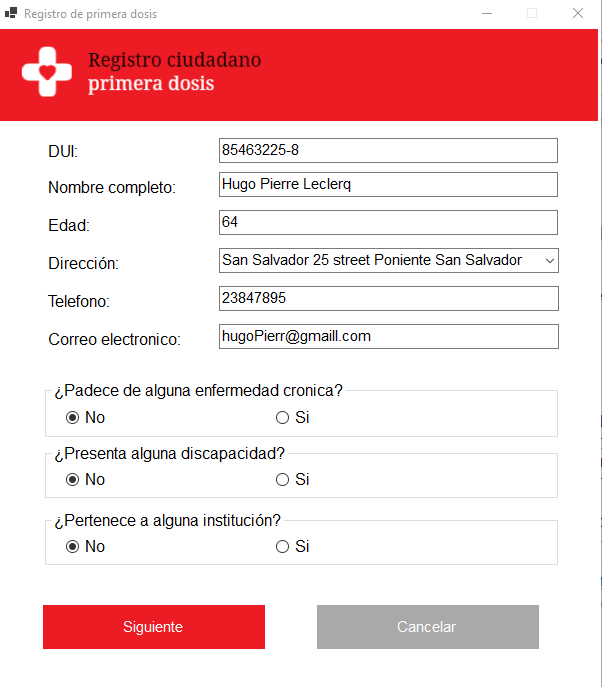 Registro de primera dosis
Registro ciudadano
primera dosis
DUI: 85463225-8
Nombre completo: Hugo Pierre Leclerq
Edad: 64
Dirección: San Salvador 25 street Poniente San Salvador
Telefono: 23847895
Correo electronico: hugoPierr@gmaill.com
¿Padece de alguna enfermedad cronica?
No Si
¿Presenta alguna discapacidad?
No Si
¿Pertenece a alguna institución?
No Si
Siguiente Cancelar